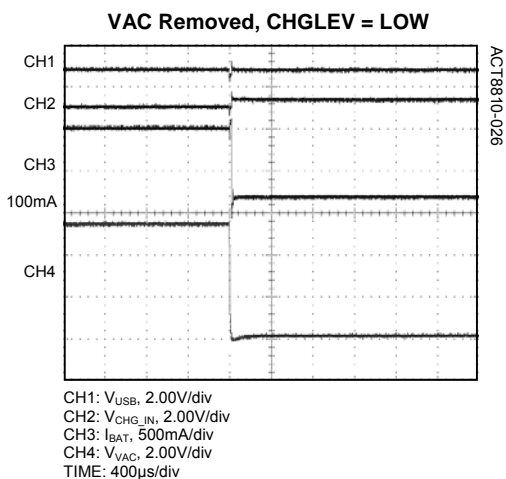 VAC Removed, CHGLEV = LOW
CH1
CH2
CH3
100mA
CH4
ACT8810-026
CH1: VUSB, 2.00V/div
CH2: VCHG_IN, 2.00V/div
CH3: IBAT, 500mA/div
CH4: VVAC, 2.00V/div
TIME: 400µs/div